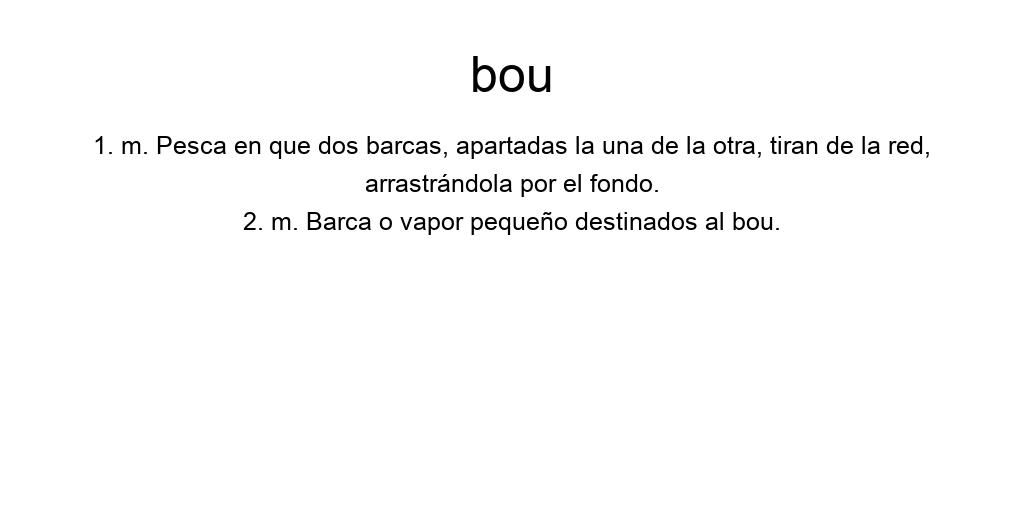 bou
1. m. Pesca en que dos barcas, apartadas la una de la otra, tiran de la red,
arrastrándola por el fondo.
2. m. Barca o vapor pequeño destinados al bou.